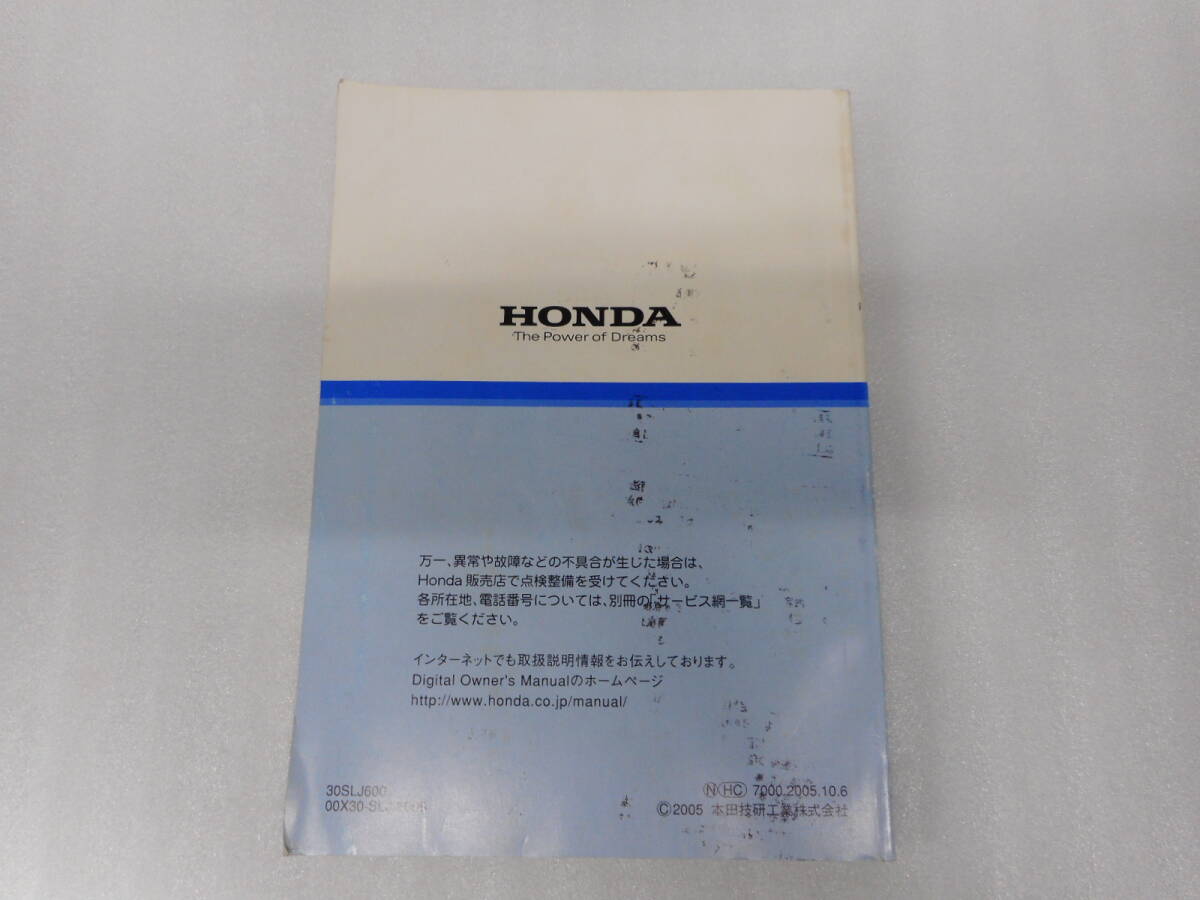 HONDA
The Power of Dreams
万一、異常や故障などの不具合が生じた場合は、
Honda 販売店で点検整備を受けてください。
各所在地、電話番号については、別冊の「サービス網一覧」
をご覧ください。
インターネットでも取扱説明情報をお伝えしております。
Digital Owner's Manualのホームページ
http://www.honda.co.jp/manual/
30SLJ600
00X30-
N HC 7000.2005.10.6
©2005 本田技研工業株式会社